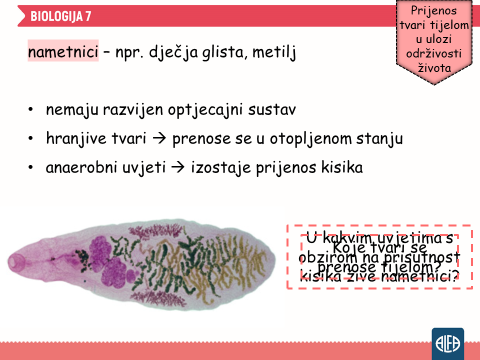 BIOLOGIJA 7
Prijenos
tvari tijelom
u ulozi
održivosti
života
nametnici – npr. dječja glista, metilj
• nemaju razvijen optjecajni sustav
• hranjive tvari → prenose se u otopljenom stanju
• anaerobni uvjeti → izostaje prijenos kisika
U kakvim uvjetima s
obzirom na prisutnost
kisika žive nametnici?
Koje tvari se
prenose tijelom?
ALFA